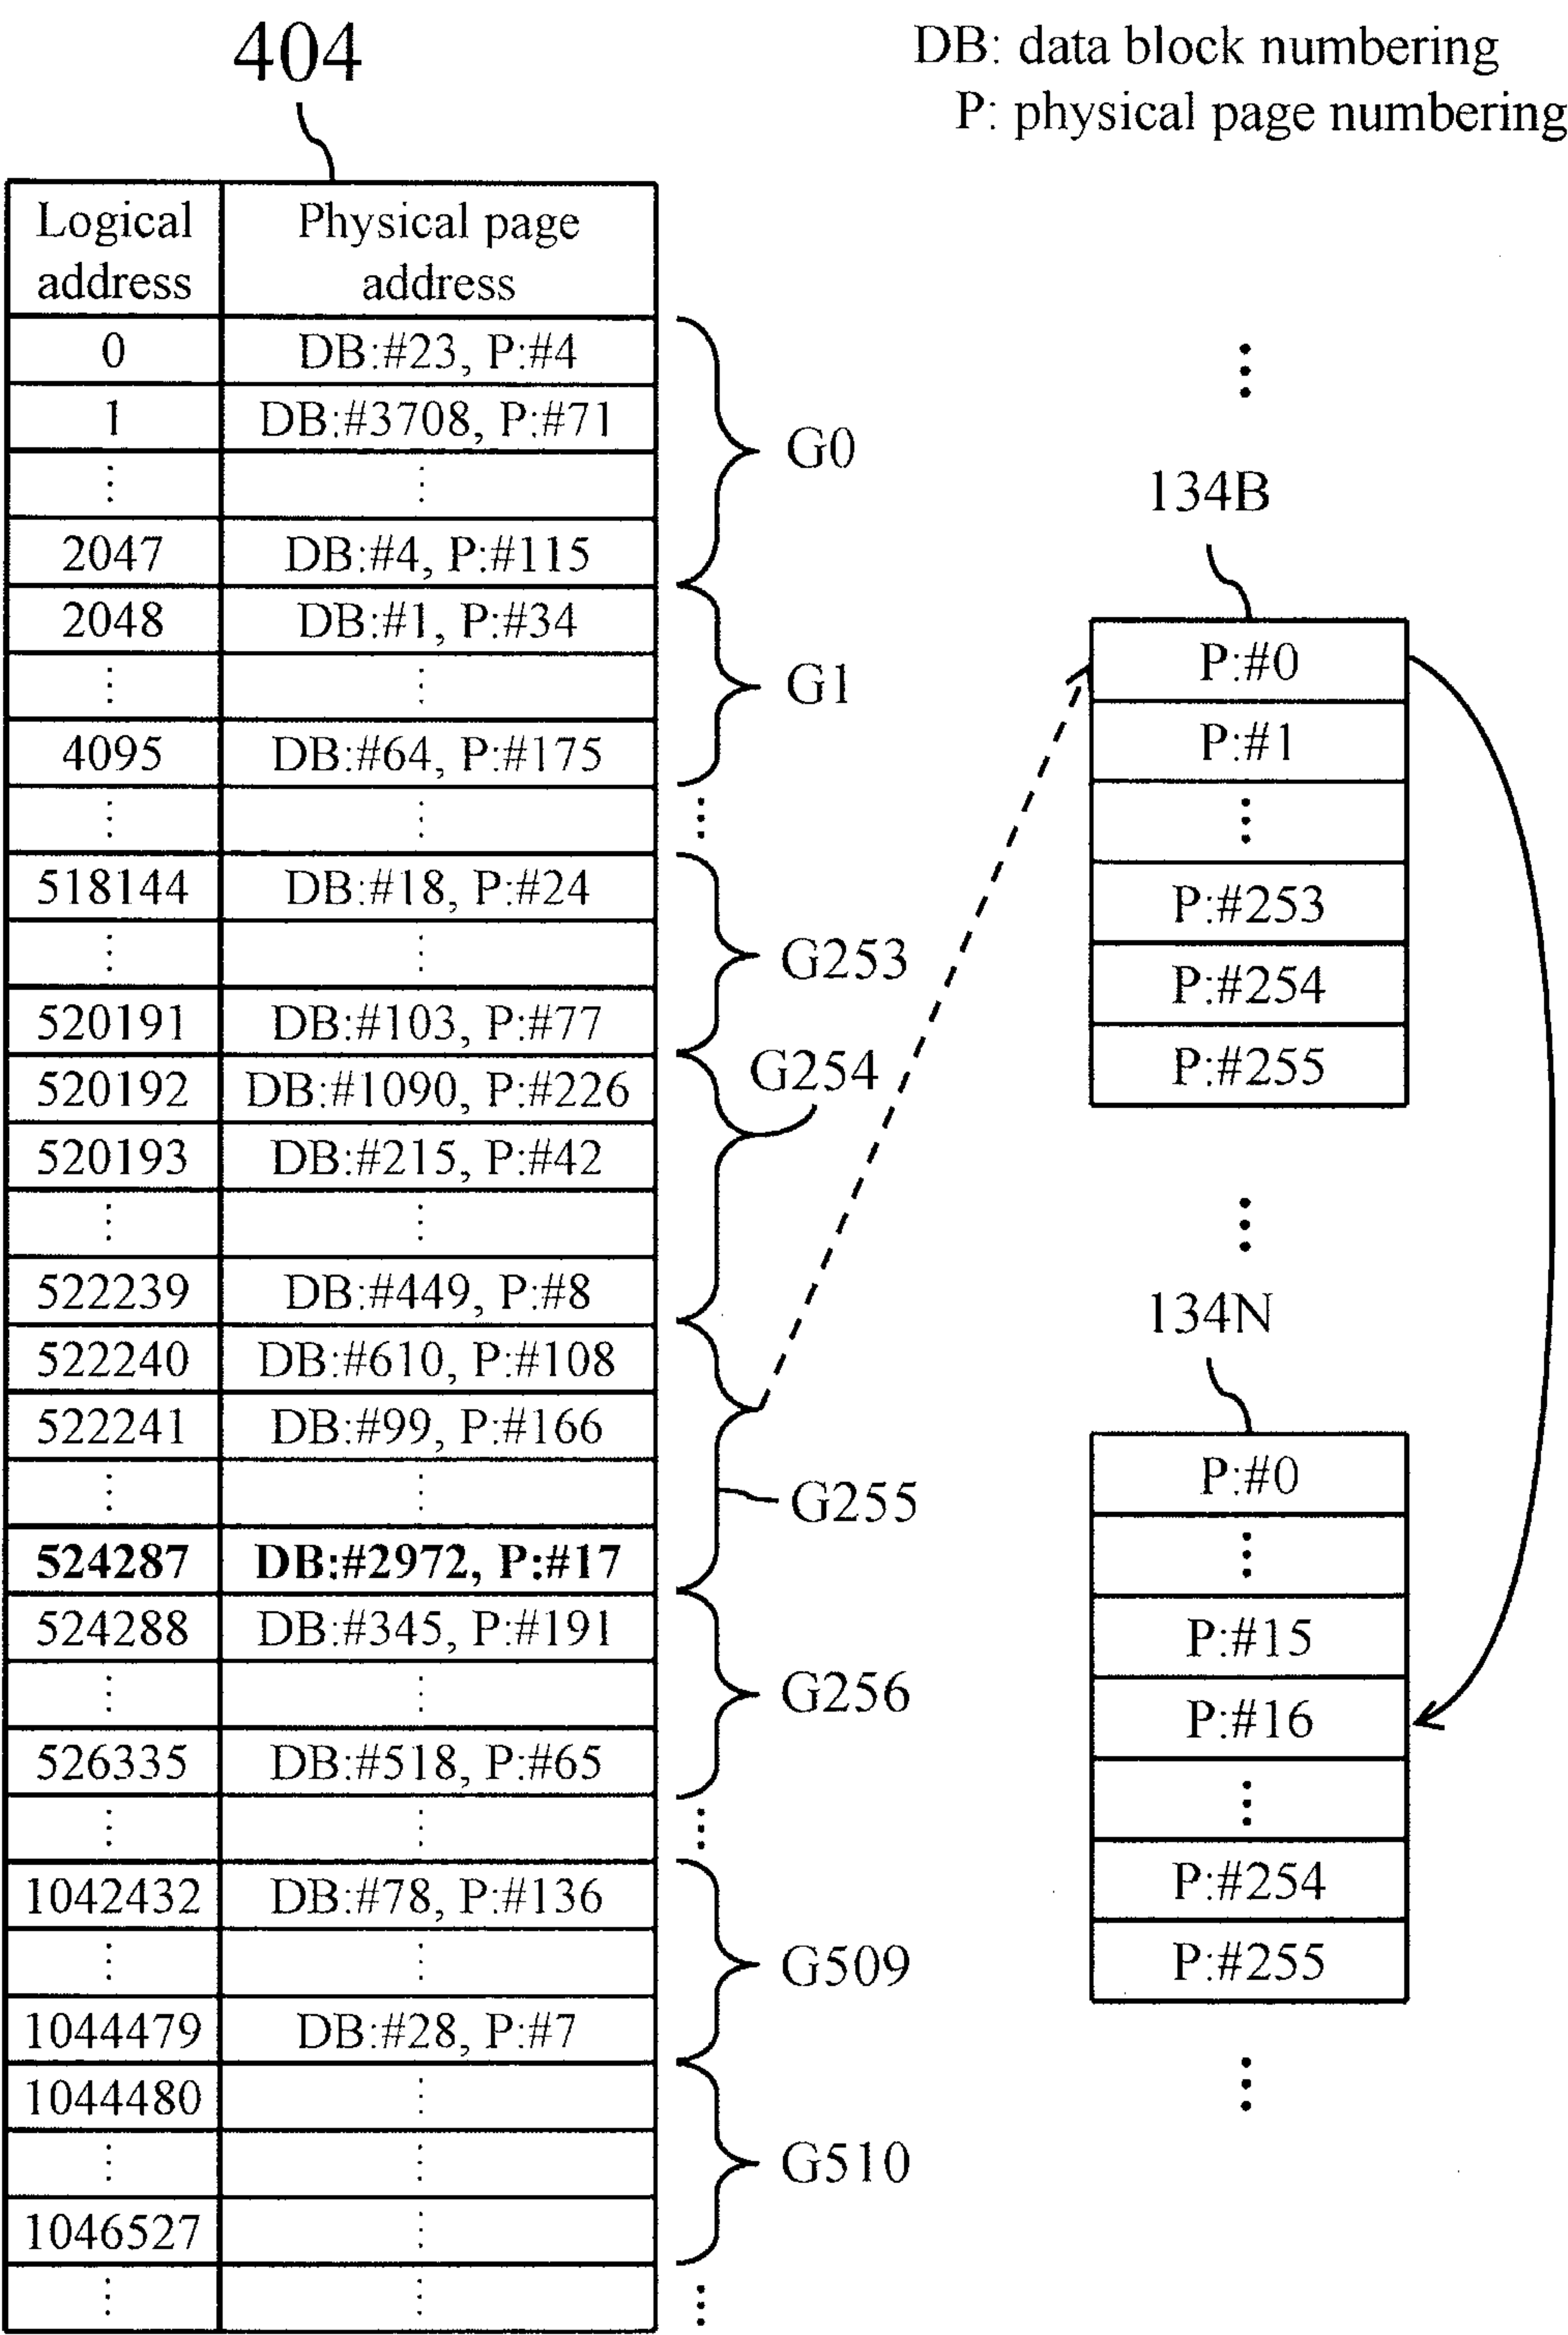 404
DB: data block numbering
P: physical page numbering
Logical address Physical page address
0 DB:#23, P:#4
1 DB:#3708, P:#71
⋮ ⋮
2047 DB:#4, P:#115
G0
2048 DB:#1, P:#34
⋮ ⋮
4095 DB:#64, P:#175
G1
⋮ ⋮ ⋮
518144 DB:#18, P:#24
⋮ ⋮
520191 DB:#103, P:#77
G253
520192 DB:#1090, P:#226
520193 DB:#215, P:#42
⋮ ⋮
522239 DB:#449, P:#8
G254
522240 DB:#610, P:#108
522241 DB:#99, P:#166
⋮ ⋮
524287 DB:#2972, P:#17
G255
524288 DB:#345, P:#191
⋮ ⋮
526335 DB:#518, P:#65
G256
⋮ ⋮ ⋮
1042432 DB:#78, P:#136
⋮ ⋮
1044479 DB:#28, P:#7
G509
1044480 ⋮
⋮ ⋮
1046527 ⋮
G510
⋮ ⋮ ⋮
⋮
134B
P:#0
P:#1
⋮
P:#253
P:#254
P:#255
⋮
134N
P:#0
⋮
P:#15
P:#16
⋮
P:#254
P:#255
⋮